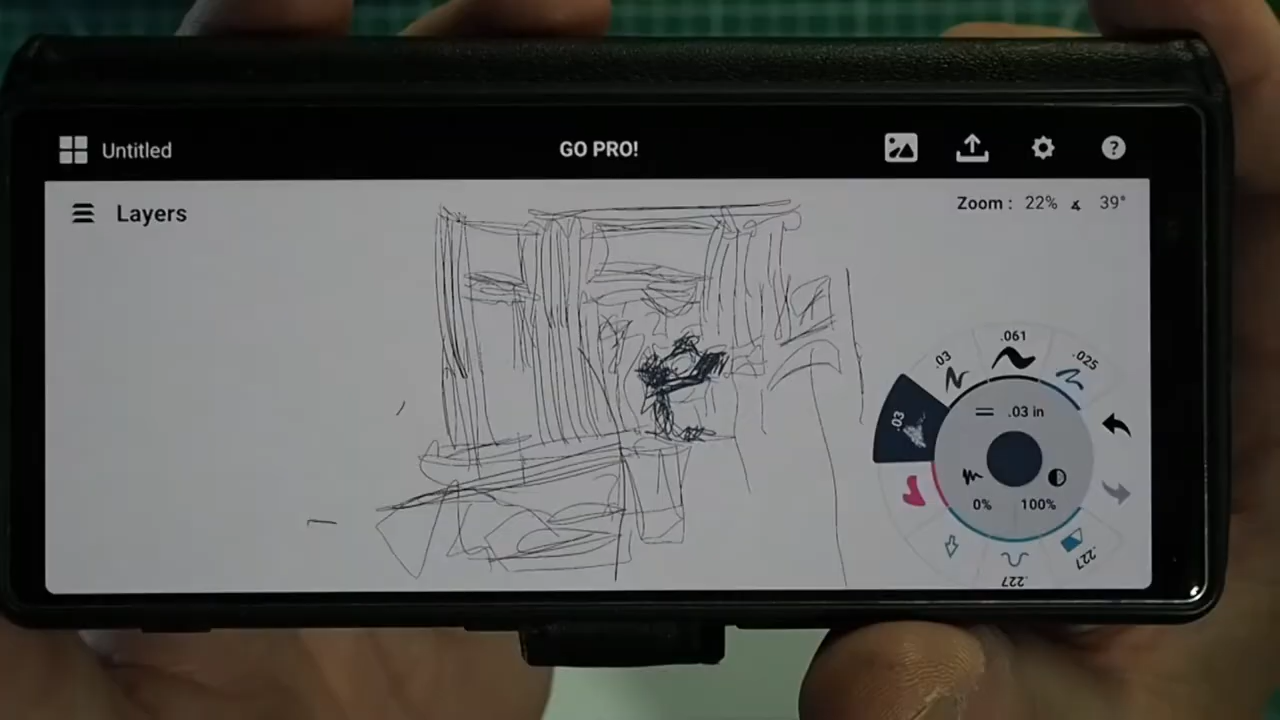 Untitled
GO PRO!
?
Layers
Zoom : 22% 39°
.061
.03
.025
.03
.03 in
0% 100%
.227
.227